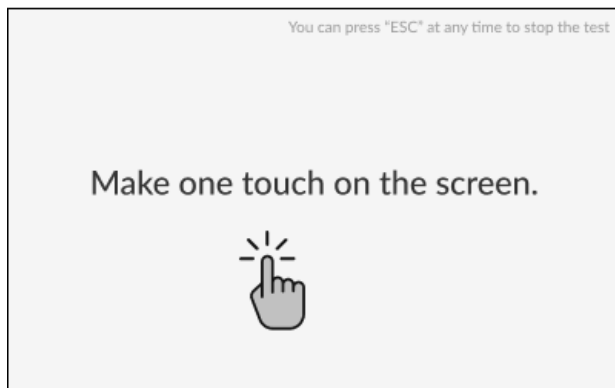 You can press “ESC” at any time to stop the test
Make one touch on the screen.